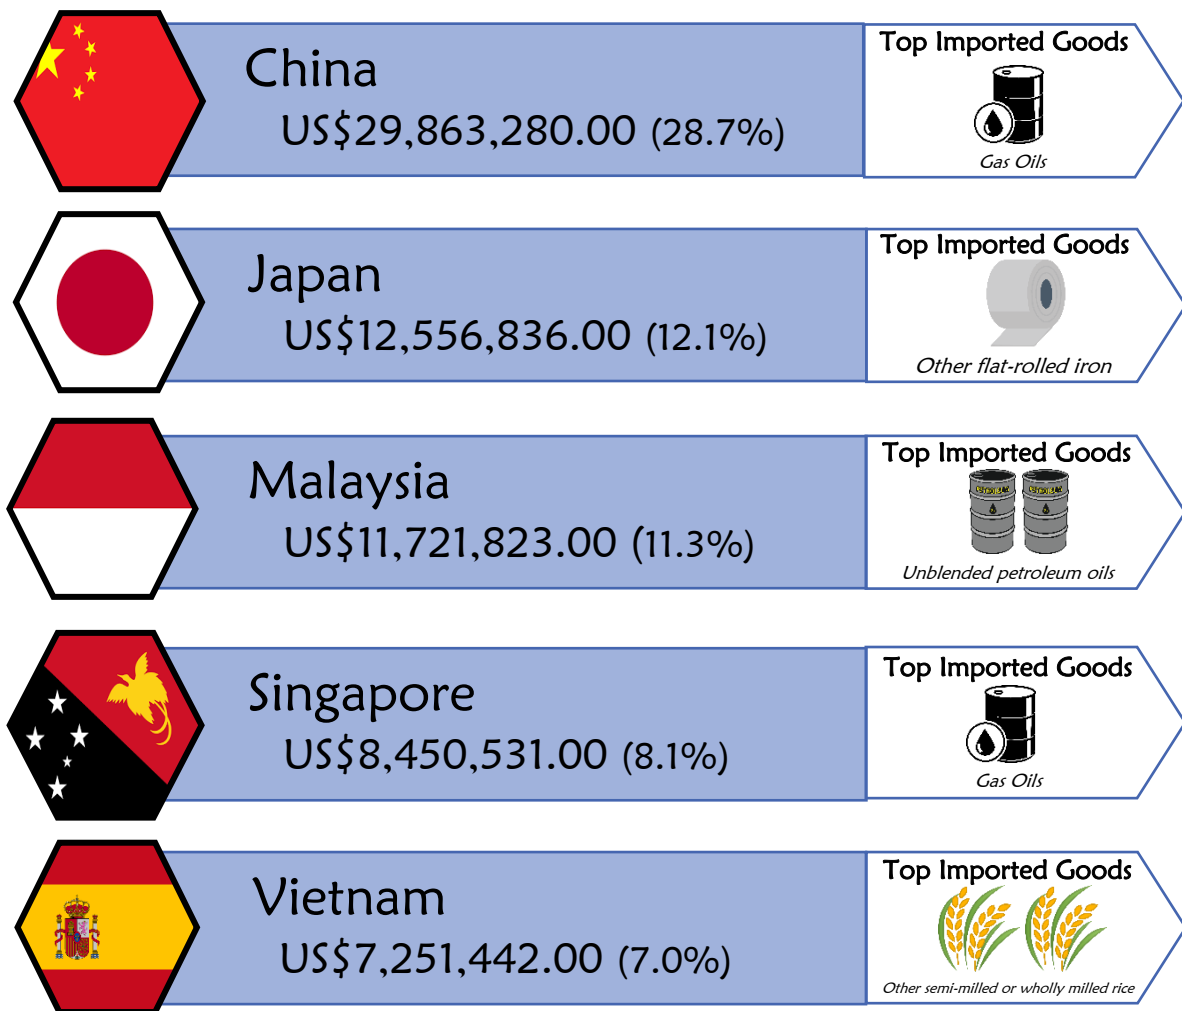 China
US$29,863,280.00 (28.7%)
Top Imported Goods
Gas Oils
Japan
US$12,556,836.00 (12.1%)
Top Imported Goods
Other flat-rolled iron
Malaysia
US$11,721,823.00 (11.3%)
Top Imported Goods
Unblended petroleum oils
Singapore
US$8,450,531.00 (8.1%)
Top Imported Goods
Gas Oils
Vietnam
US$7,251,442.00 (7.0%)
Top Imported Goods
Other semi-milled or wholly milled rice